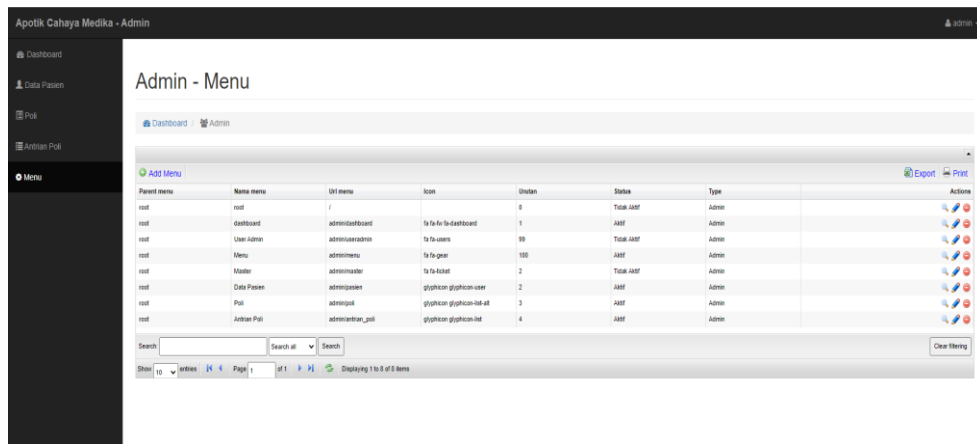 Apotik Cahaya Medika - Admin
admin
Dashboard
Data Pasien
Poli
Antrian Poli
Menu
Admin - Menu
Dashboard / Admin
Add Menu Export Print
Parent menu Nama menu Url menu Icon Urutan Status Type Actions
root root / 0 Tidak Aktif Admin
root dashboard admin/dashboard fa fa-fw fa-dashboard 1 Aktif Admin
root User Admin admin/useradmin fa fa-users 99 Tidak Aktif Admin
root Menu admin/menu fa fa-gear 100 Aktif Admin
root Master admin/master fa fa-ticket 2 Tidak Aktif Admin
root Data Pasien admin/pasien glyphicon glyphicon-user 2 Aktif Admin
root Poli admin/poli glyphicon glyphicon-list-alt 3 Aktif Admin
root Antrian Poli admin/antrian_poli glyphicon glyphicon-list 4 Aktif Admin
Search: Search all Search Clear filtering
Show 10 entries Page 1 of 1 Displaying 1 to 8 of 8 items